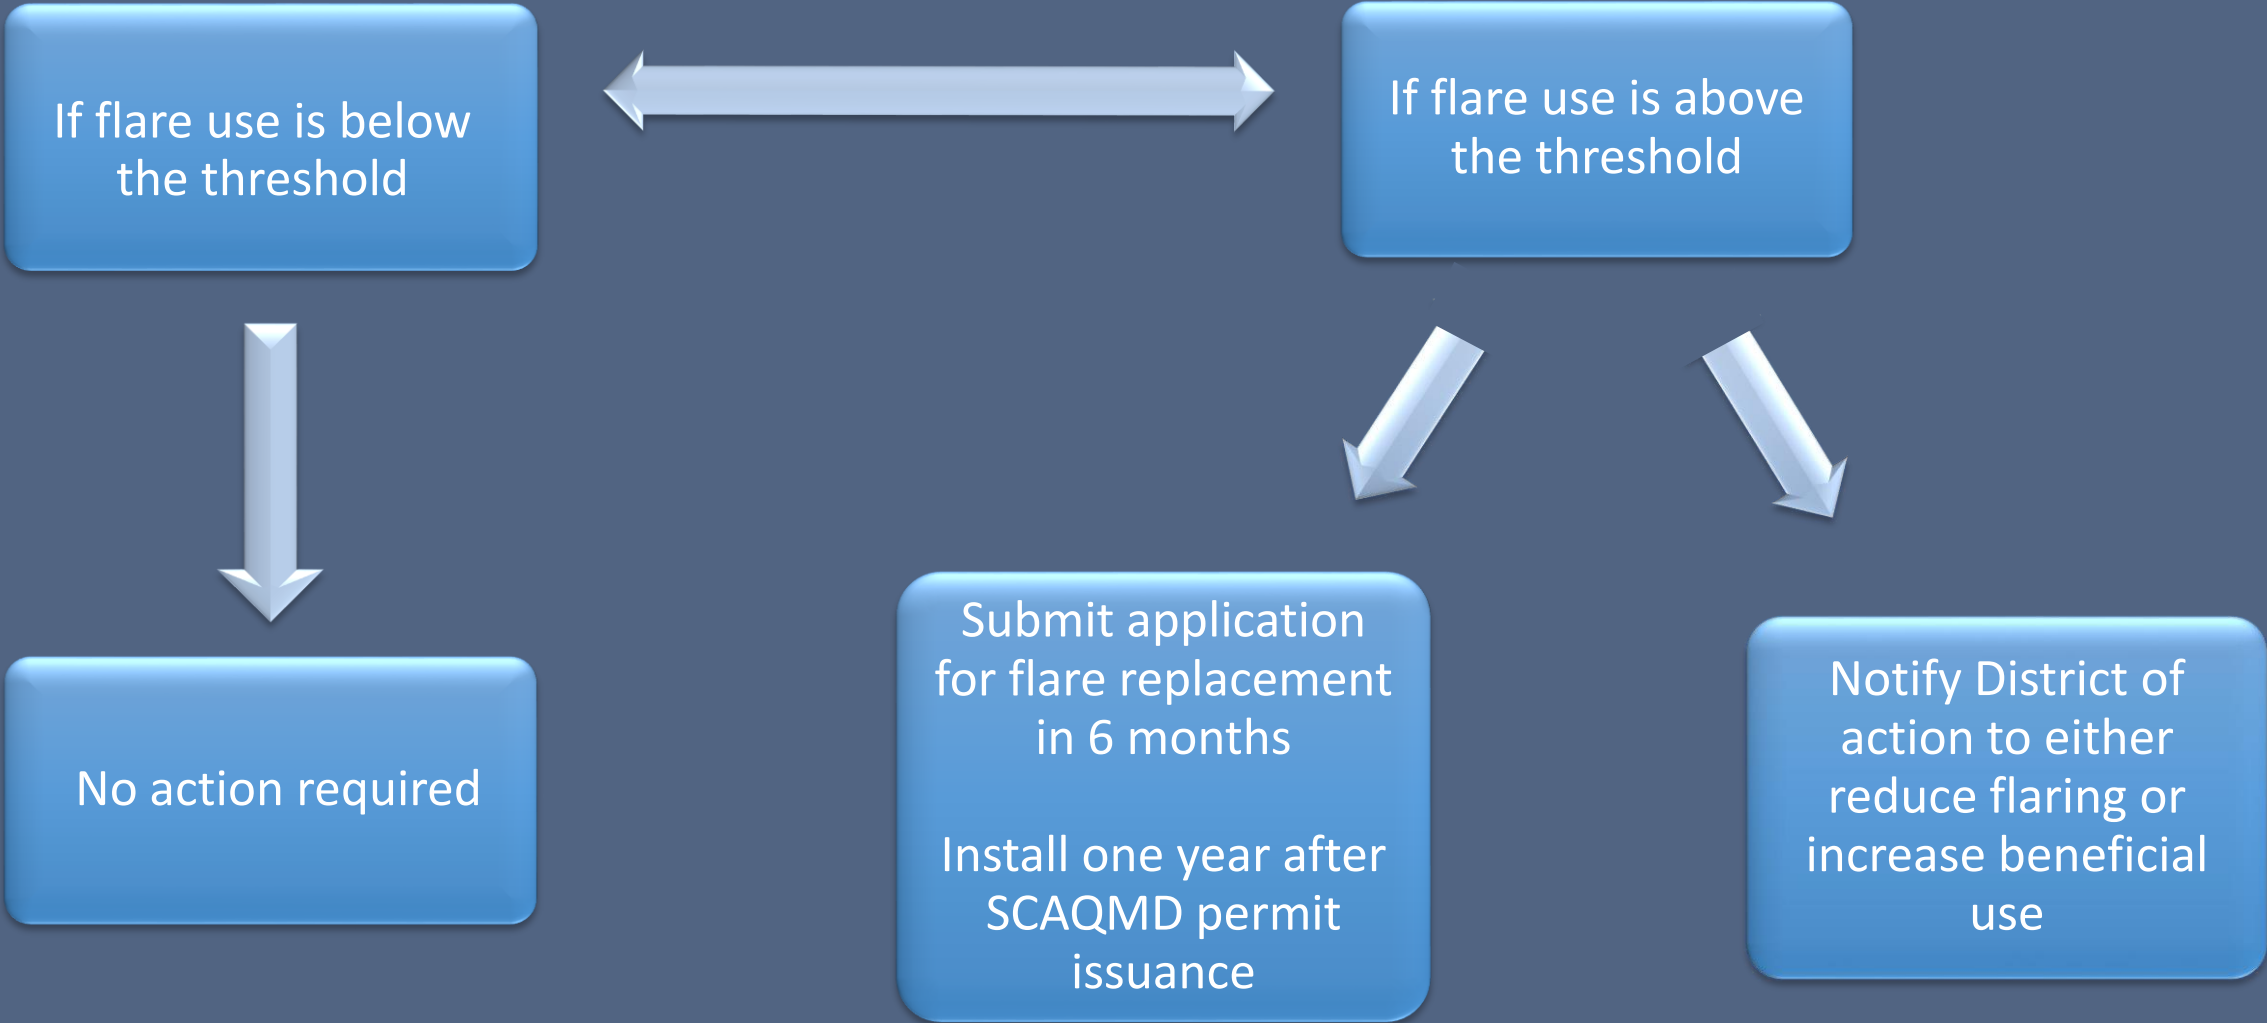 If flare use is below
the threshold
If flare use is above
the threshold
No action required
Submit application
for flare replacement
in 6 months
Install one year after
SCAQMD permit
issuance
Notify District of
action to either
reduce flaring or
increase beneficial
use